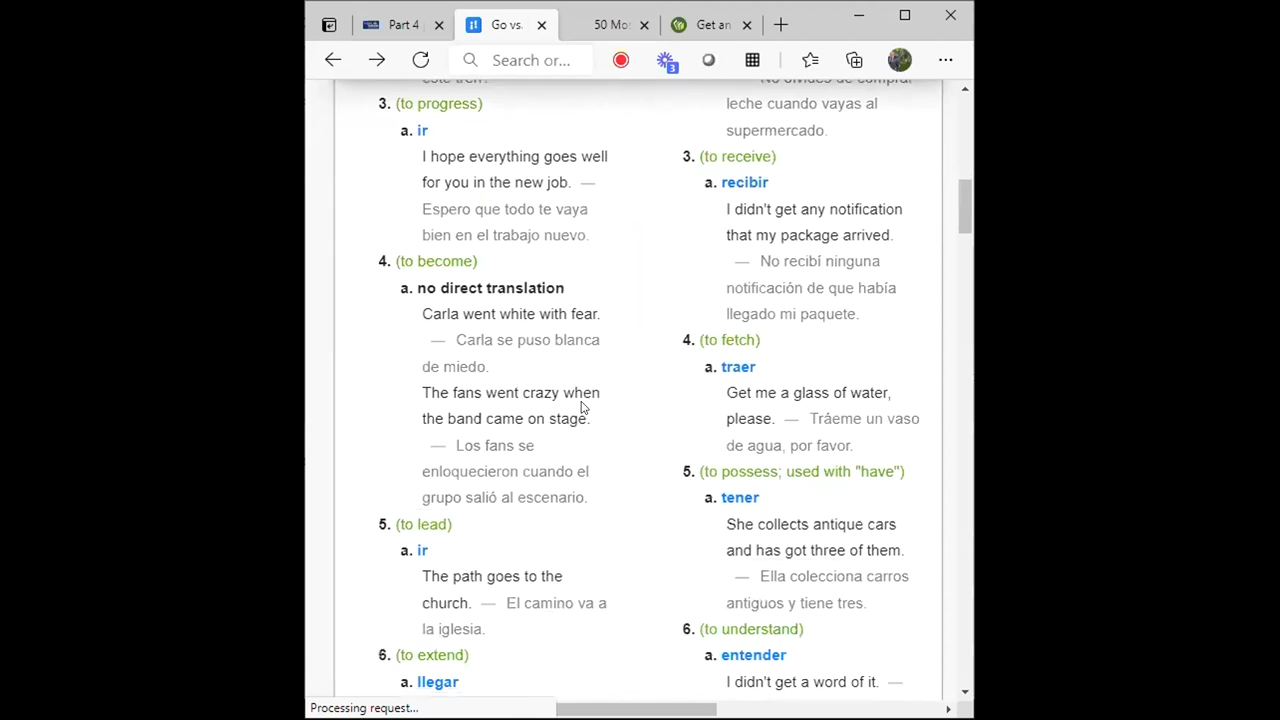 Part 4
Go vs.
50 Mo
Get an
Search or...
3
este tren?
3. (to progress)
a. ir
I hope everything goes well
for you in the new job. —
Espero que todo te vaya
bien en el trabajo nuevo.
4. (to become)
a. no direct translation
Carla went white with fear.
— Carla se puso blanca
de miedo.
The fans went crazy when
the band came on stage.
— Los fans se
enloquecieron cuando el
grupo salió al escenario.
5. (to lead)
a. ir
The path goes to the
church. — El camino va a
la iglesia.
6. (to extend)
a. llegar
No olvides de comprar
leche cuando vayas al
supermercado.
3. (to receive)
a. recibir
I didn't get any notification
that my package arrived.
— No recibí ninguna
notificación de que había
llegado mi paquete.
4. (to fetch)
a. traer
Get me a glass of water,
please. — Tráeme un vaso
de agua, por favor.
5. (to possess; used with "have")
a. tener
She collects antique cars
and has got three of them.
— Ella colecciona carros
antiguos y tiene tres.
6. (to understand)
a. entender
I didn't get a word of it. —
Processing request...